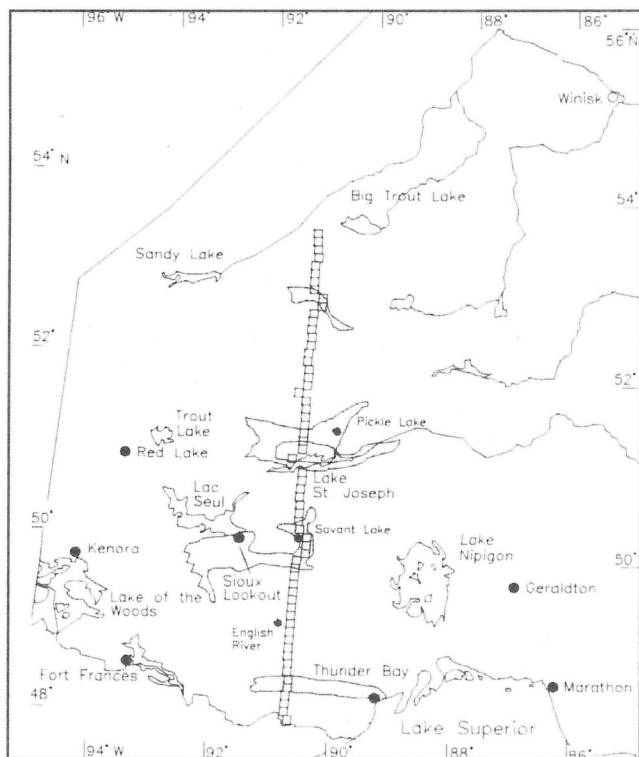 96° W
94°
92°
90°
88°
86°
56° N
Winisk
54° N
54°
Big Trout Lake
Sandy Lake
52°
52°
Trout
Lake
Pickle Lake
Red Lake
Lake
St. Joseph
Lac
Seul
50°
Savant Lake
Kenora
Lake
Nipigon
50°
Sioux
Lookout
Geraldton
Lake of the
Woods
English
River
Fort Frances
Thunder Bay
Marathon
48°
Lake Superior
94° W
92°
90°
88°
86°